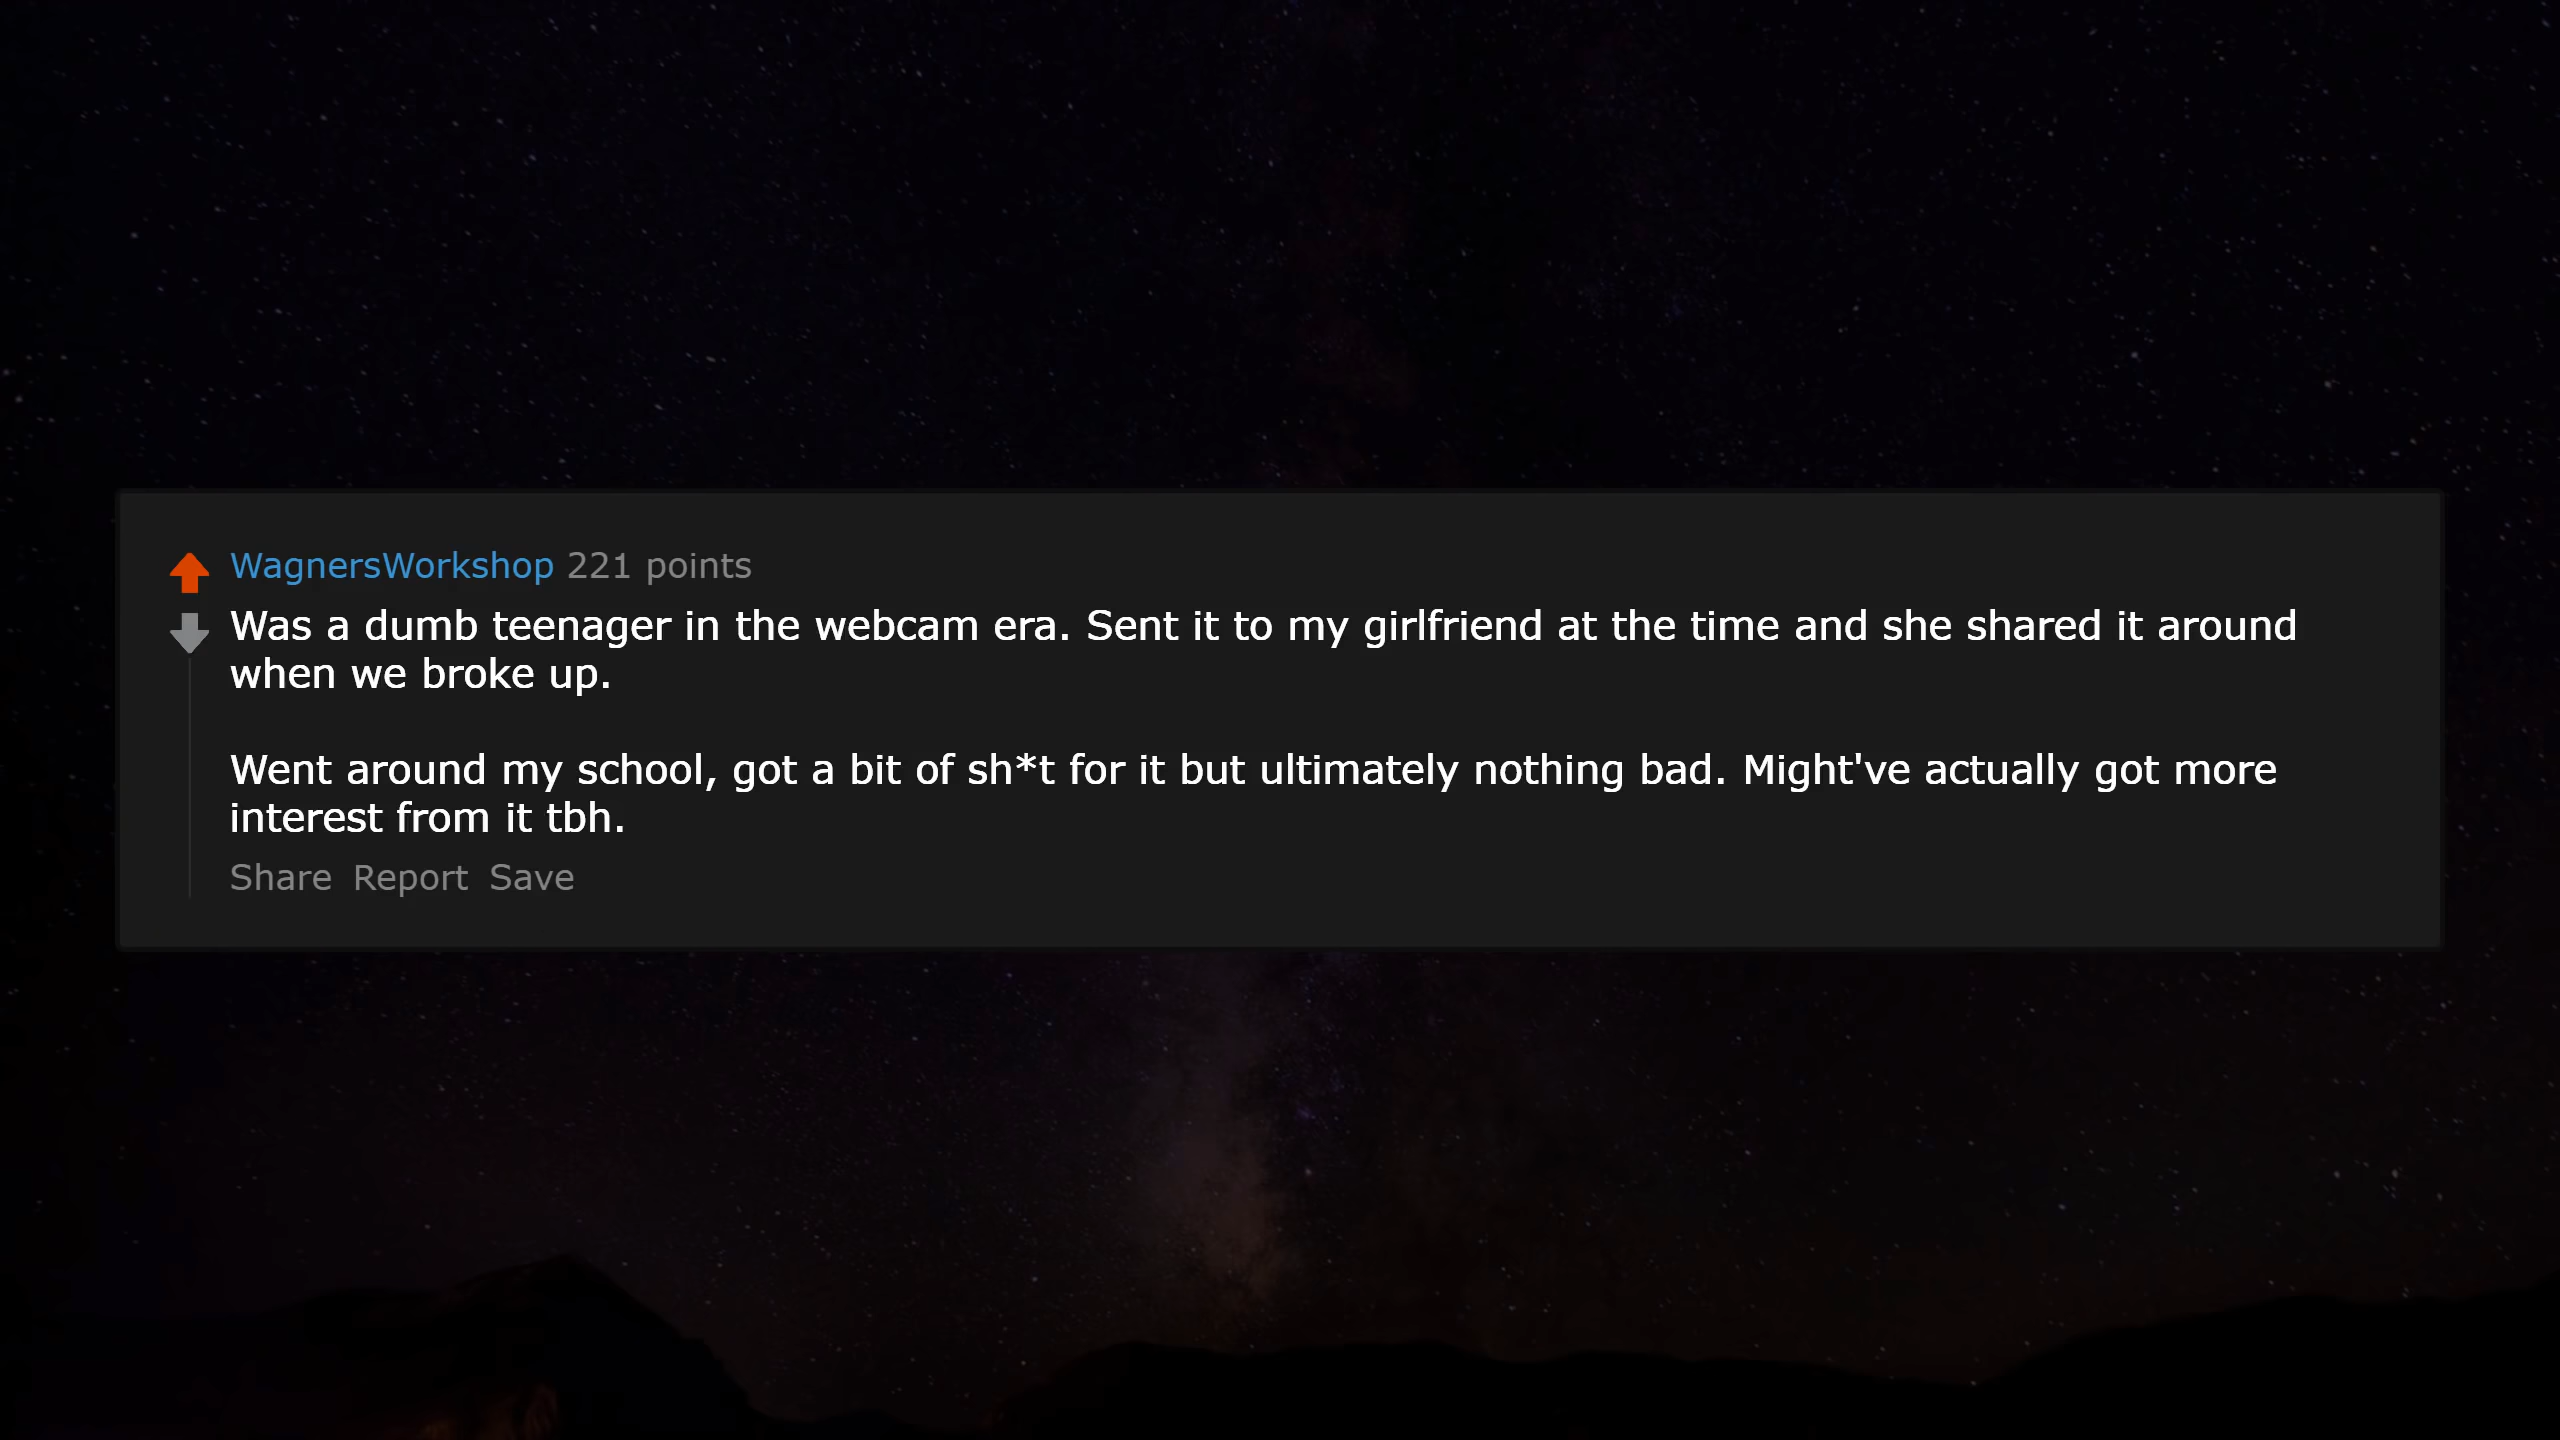 WagnersWorkshop 221 points
Was a dumb teenager in the webcam era. Sent it to my girlfriend at the time and she shared it around
when we broke up.
Went around my school, got a bit of sh*t for it but ultimately nothing bad. Might've actually got more
interest from it tbh.
Share Report Save